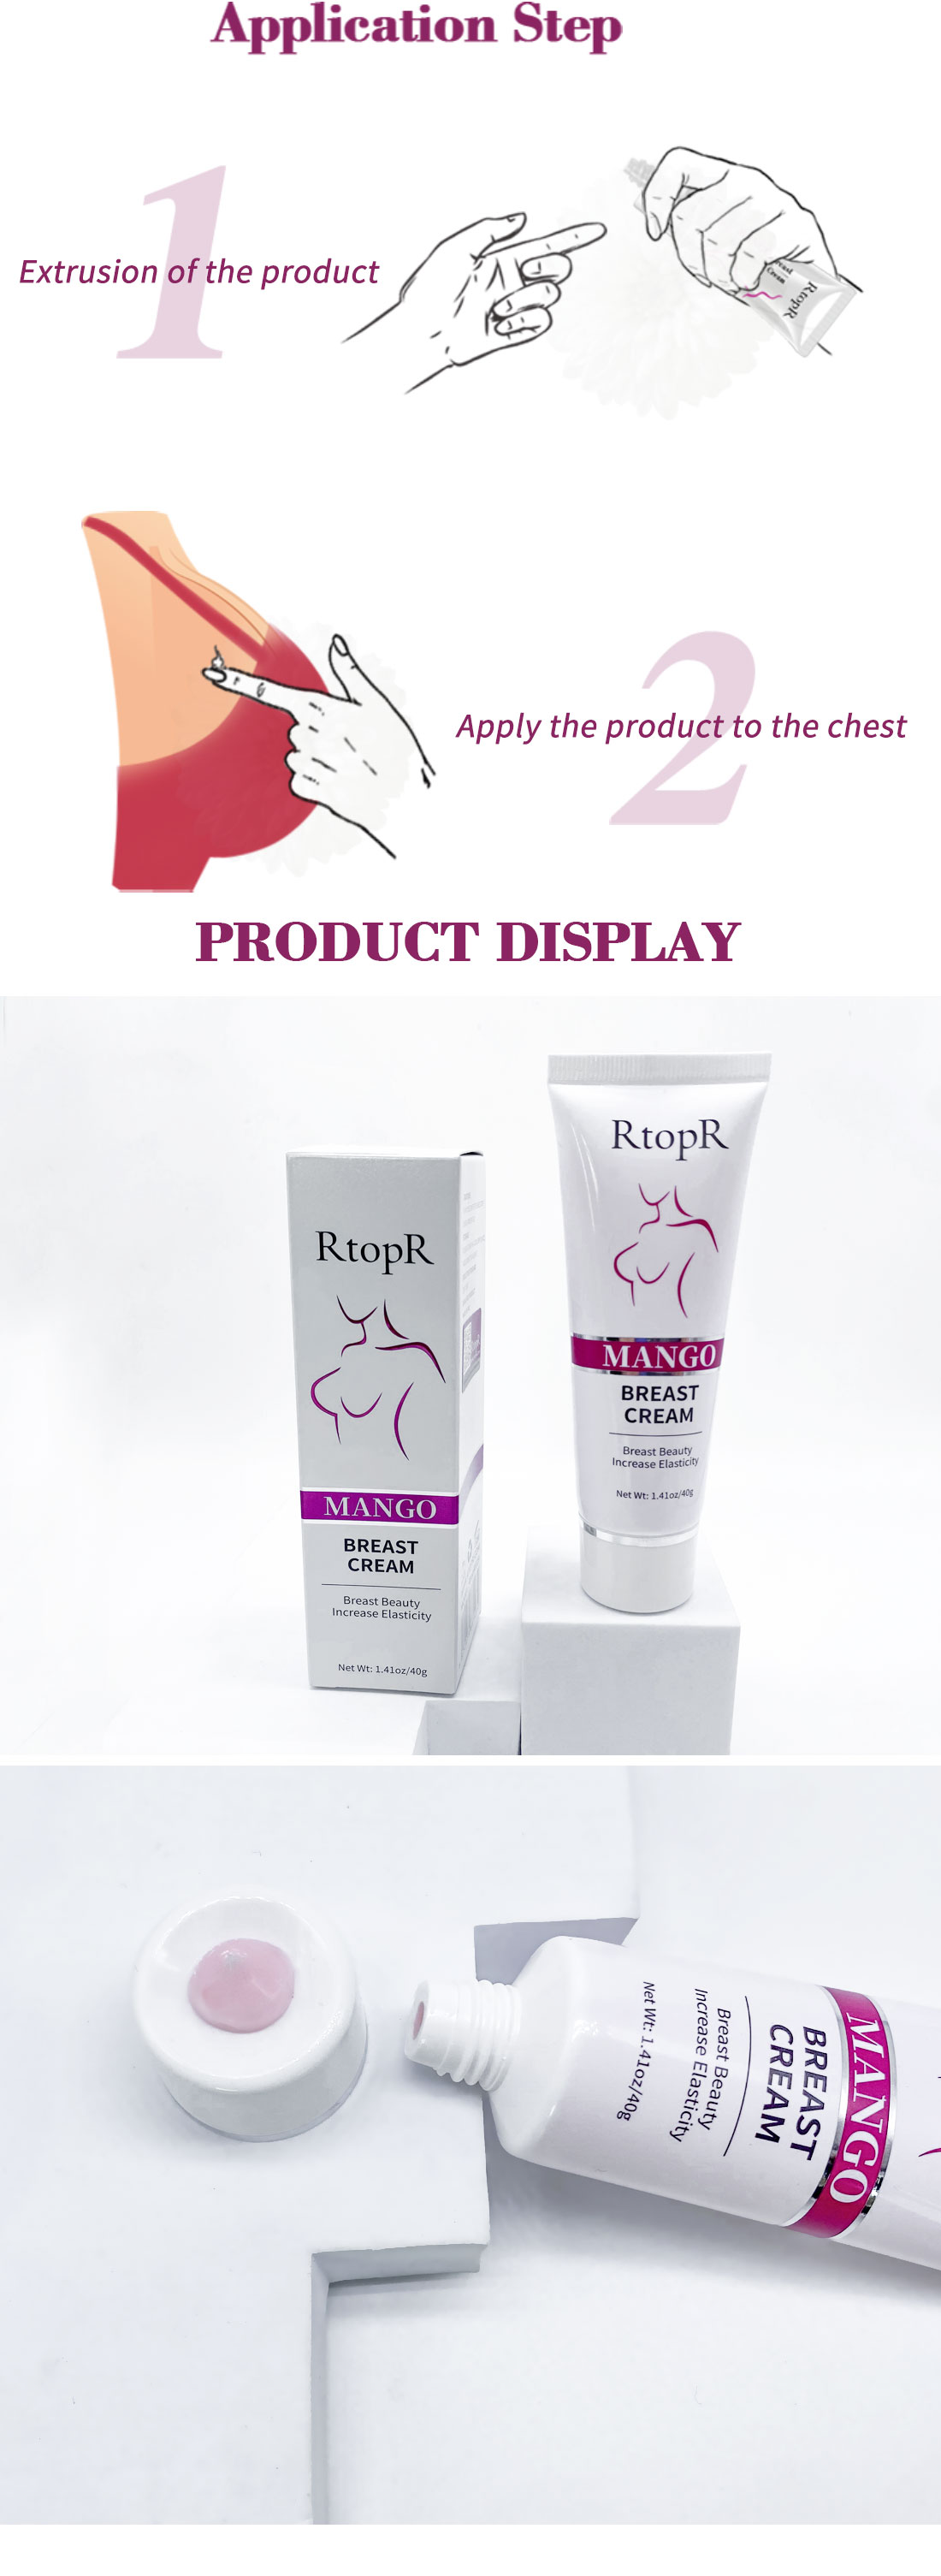 Application Step
1
Extrusion of the product
Breast
Cream
RtopR
2
Apply the product to the chest
PRODUCT DISPLAY
RtopR
MANGO
BREAST
CREAM
Breast Beauty
Increase Elasticity
Net Wt: 1.41oz/40g
RtopR
MANGO
BREAST
CREAM
Breast Beauty
Increase Elasticity
Net Wt: 1.41oz/40g
MANGO
BREAST
CREAM
Breast Beauty
Increase Elasticity
Net Wt: 1.41oz/40g